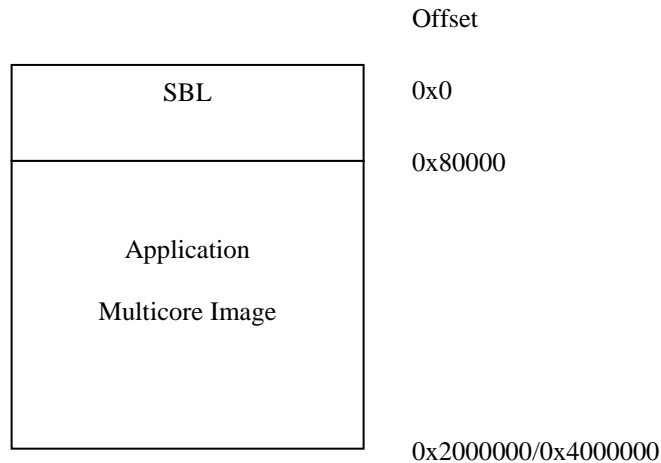 Offset
SBL
0x0
0x80000
Application
Multicore Image
0x2000000/0x4000000